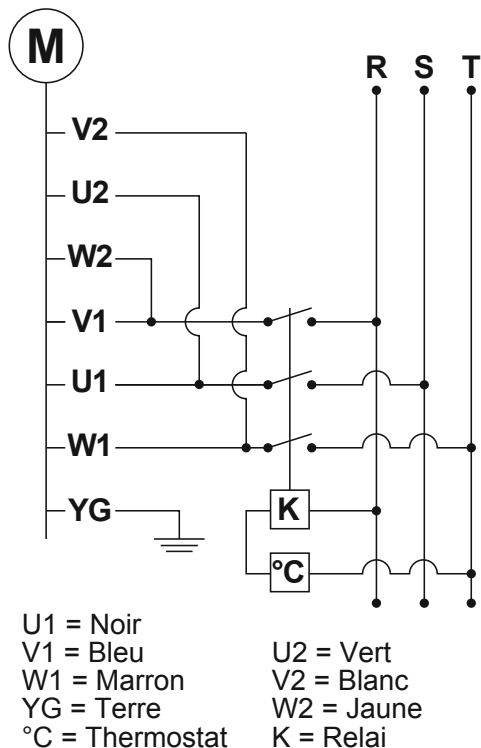 M
R S T
V2
U2
W2
V1
U1
W1
YG
K
°C
U1 = Noir
V1 = Bleu
W1 = Marron
YG = Terre
°C = Thermostat
U2 = Vert
V2 = Blanc
W2 = Jaune
K = Relai